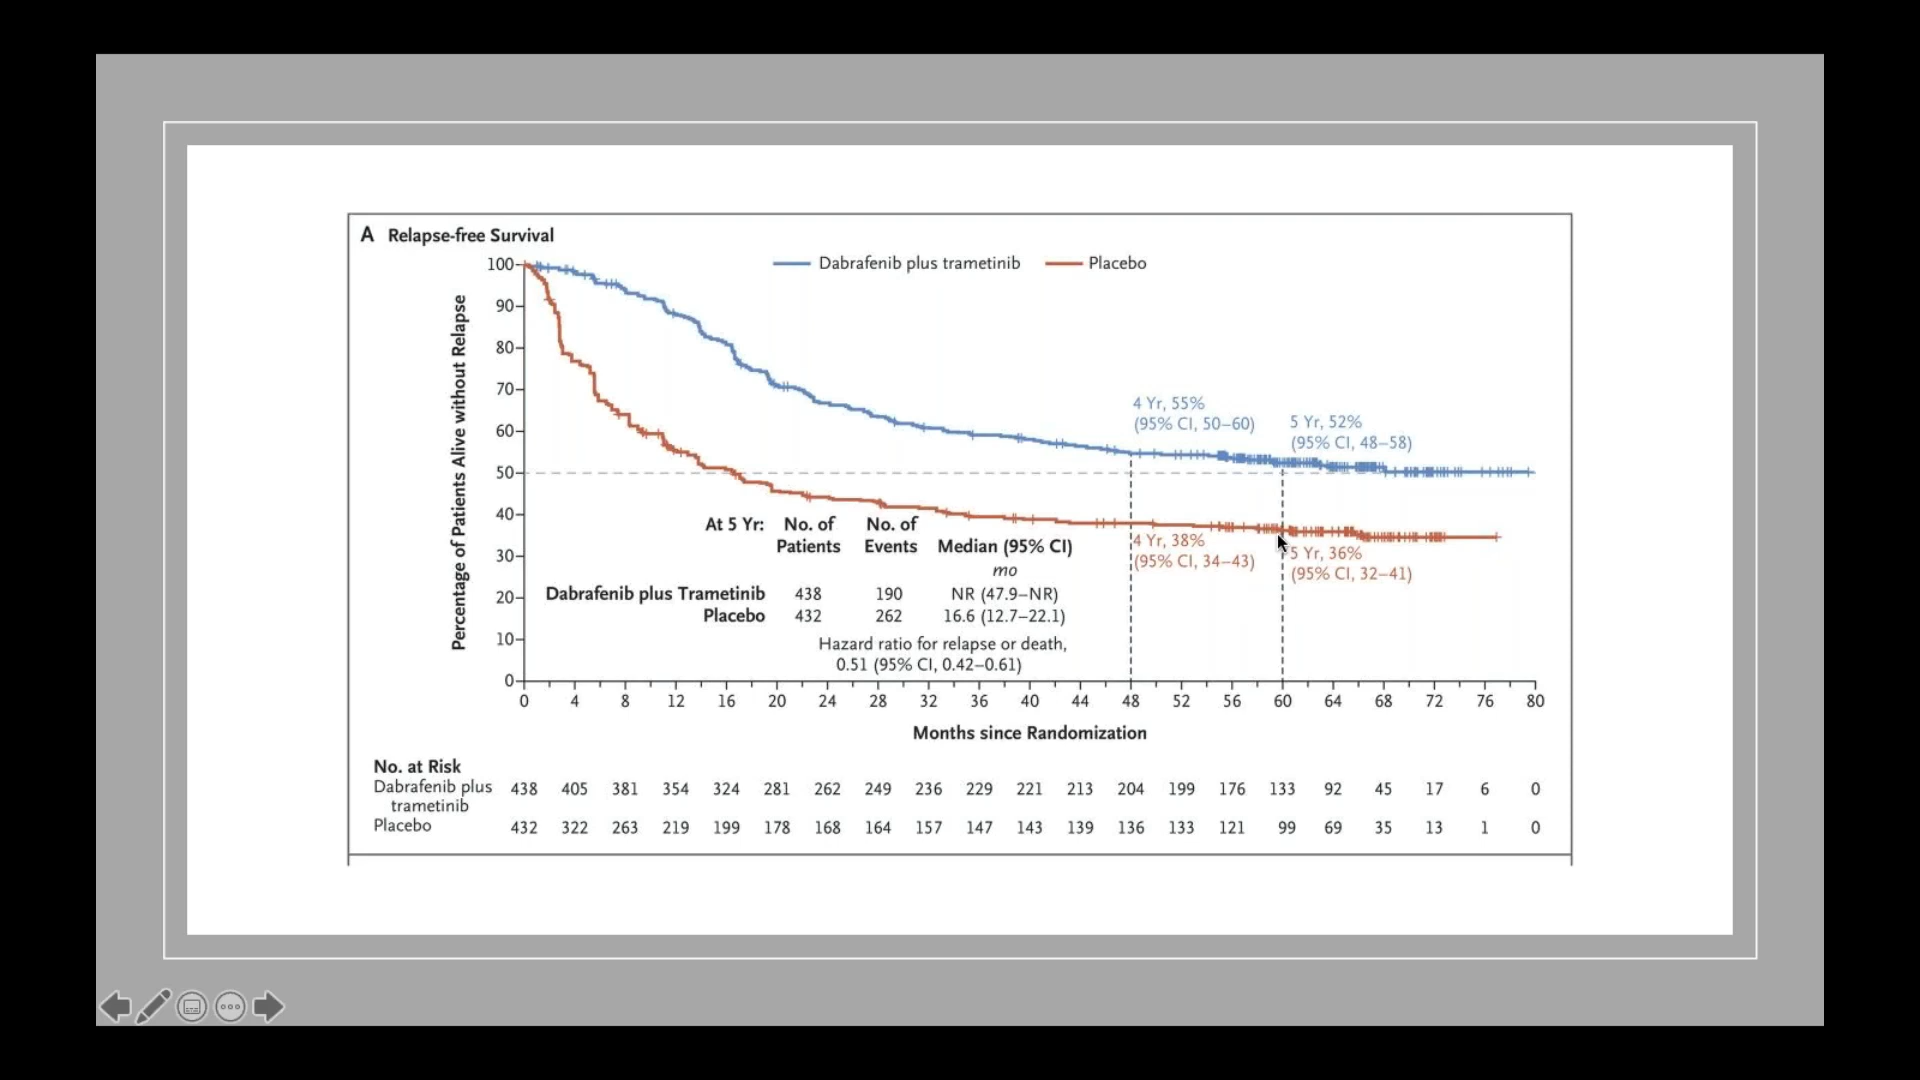 A Relapse-free Survival
Dabrafenib plus trametinib
Placebo
Percentage of Patients Alive without Relapse
100
90
80
70
60
50
40
30
20
10
0
4 Yr, 55%
(95% CI, 50–60)
5 Yr, 52%
(95% CI, 48–58)
4 Yr, 38%
(95% CI, 34–43)
5 Yr, 36%
(95% CI, 32–41)
At 5 Yr: No. of Patients No. of Events Median (95% CI)
mo
Dabrafenib plus Trametinib 438 190 NR (47.9–NR)
Placebo 432 262 16.6 (12.7–22.1)
Hazard ratio for relapse or death,
0.51 (95% CI, 0.42–0.61)
0 4 8 12 16 20 24 28 32 36 40 44 48 52 56 60 64 68 72 76 80
Months since Randomization
No. at Risk
Dabrafenib plus trametinib 438 405 381 354 324 281 262 249 236 229 221 213 204 199 176 133 92 45 17 6 0
Placebo 432 322 263 219 199 178 168 164 157 147 143 139 136 133 121 99 69 35 13 1 0